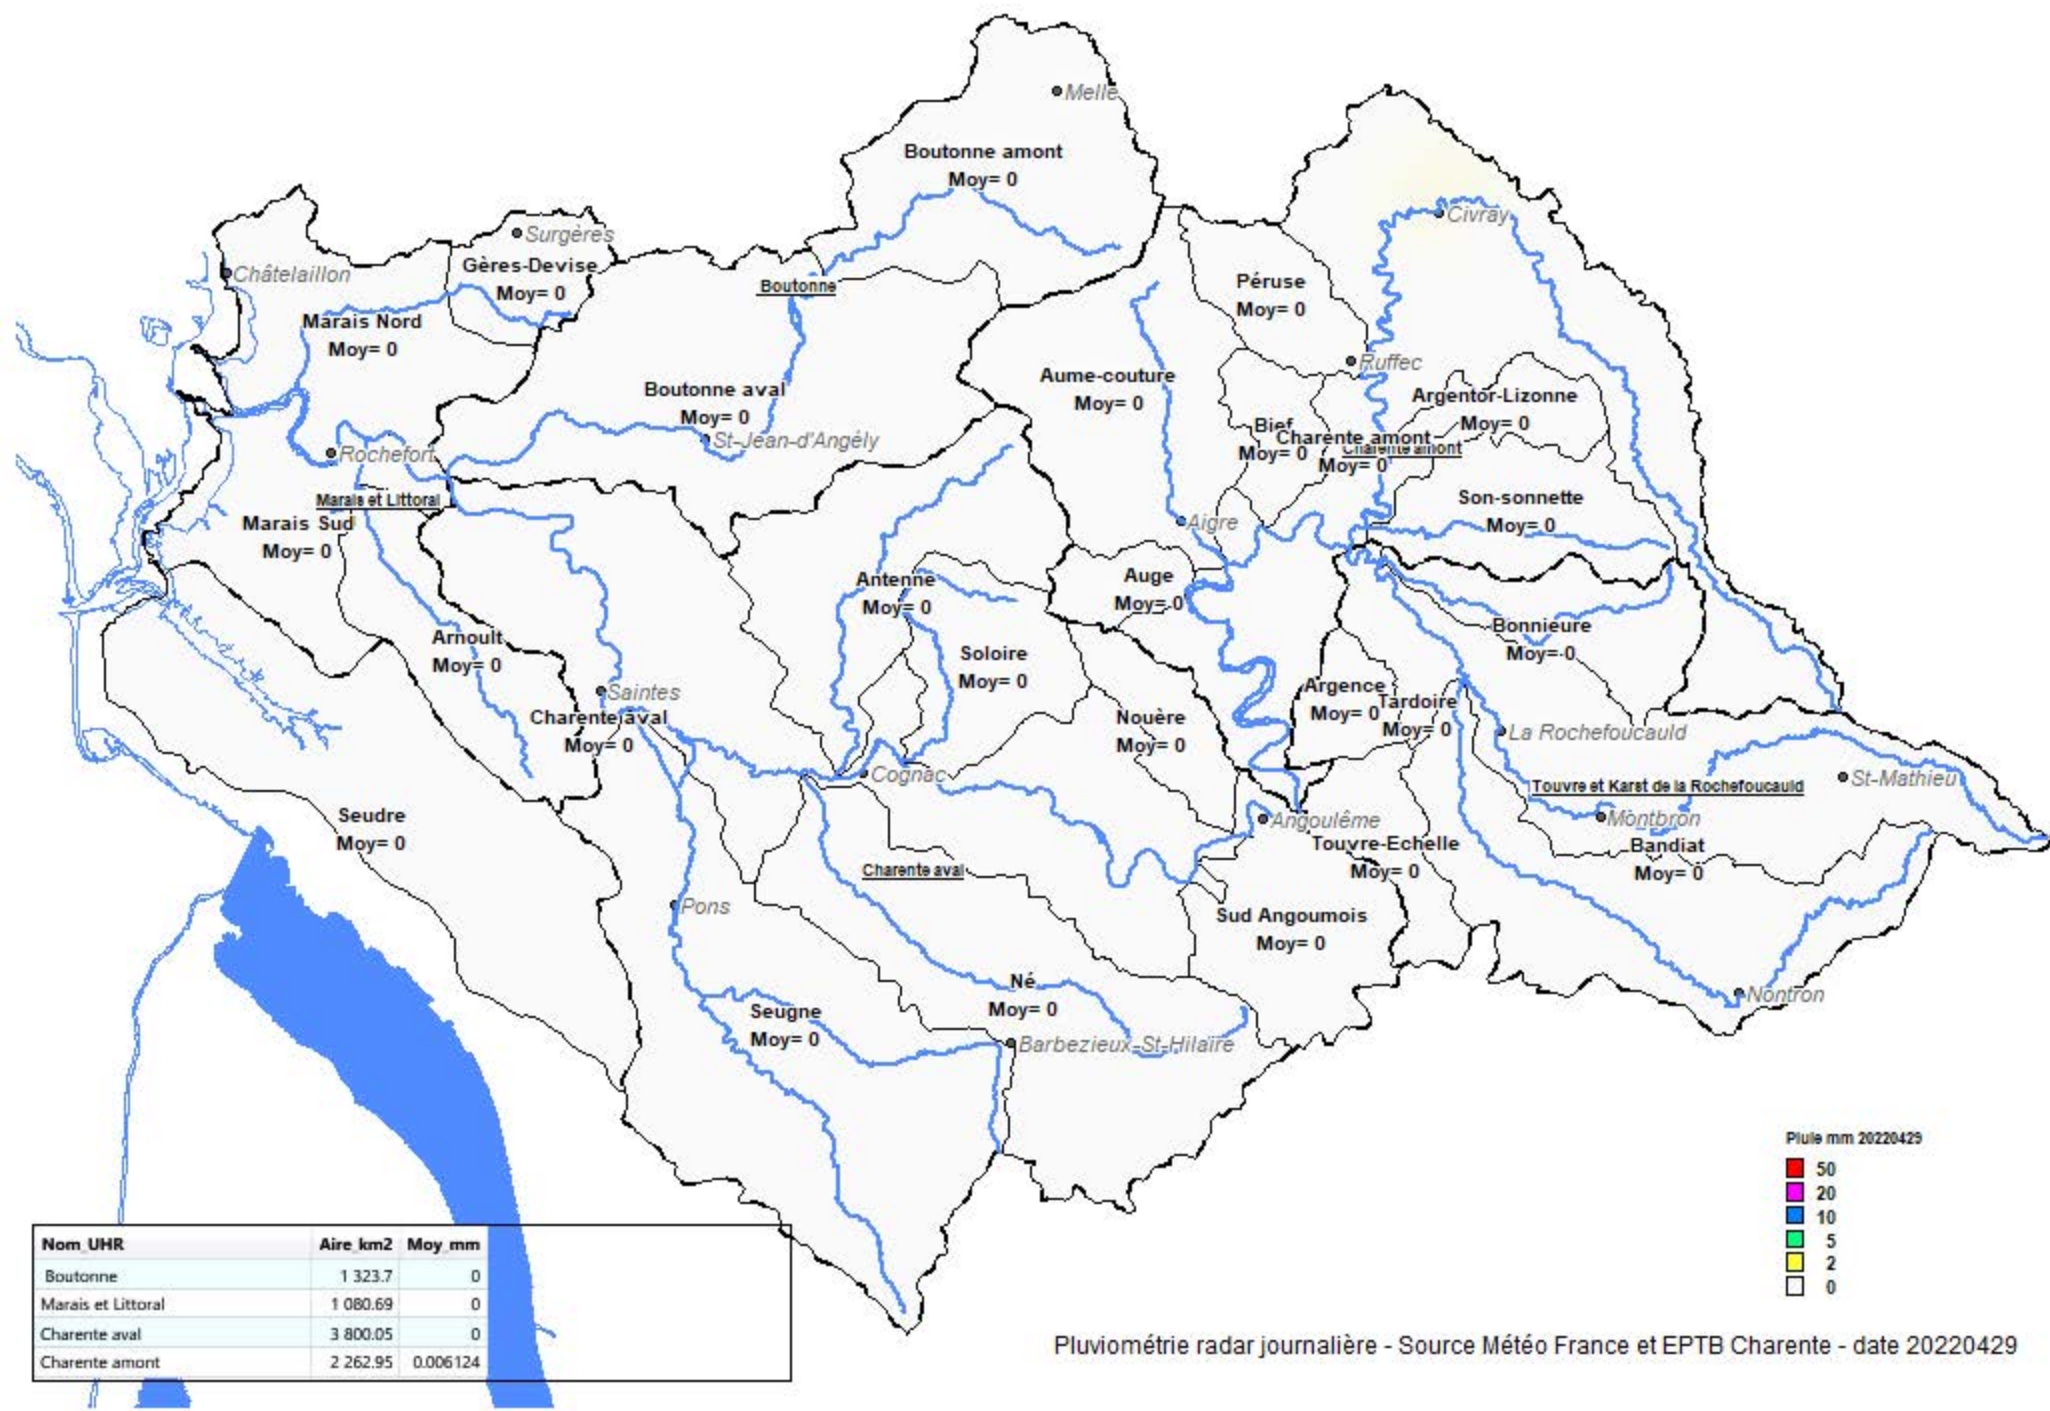 Melle
Boutonne amont
Moy= 0
Civray
Surgères
Châtelaillon
Gères-Devise
Moy= 0
Boutonne
Péruse
Moy= 0
Marais Nord
Moy= 0
Ruffec
Aume-couture
Moy= 0
Boutonne aval
Moy= 0
Argentor-Lizonne
Moy= 0
St-Jean-d'Angély
Bief
Moy= 0
Charente amont
Moy= 0
Charente amont
Rochefort
Marais et Littoral
Marais Sud
Moy= 0
Son-sonnette
Moy= 0
Aigre
Antenne
Moy= 0
Auge
Moy= 0
Bonnieure
Moy= 0
Arnoult
Moy= 0
Soloire
Moy= 0
Saintes
Charente aval
Moy= 0
Nouère
Moy= 0
Argence
Moy= 0
Tardoire
Moy= 0
La Rochefoucauld
Cognac
Touvre et Karst de la Rochefoucauld
St-Mathieu
Seudre
Moy= 0
Angoulême
Montbron
Touvre-Echelle
Moy= 0
Bandiat
Moy= 0
Charente aval
Pons
Sud Angoumois
Moy= 0
Né
Moy= 0
Nontron
Seugne
Moy= 0
Barbezieux-St-Hilaire
Pluie mm 20220429
50
20
10
5
2
0
Nom_UHR Aire_km2 Moy_mm
Boutonne 1 323.7 0
Marais et Littoral 1 080.69 0
Charente aval 3 800.05 0
Charente amont 2 262.95 0.006124
Pluviométrie radar journalière - Source Météo France et EPTB Charente - date 20220429